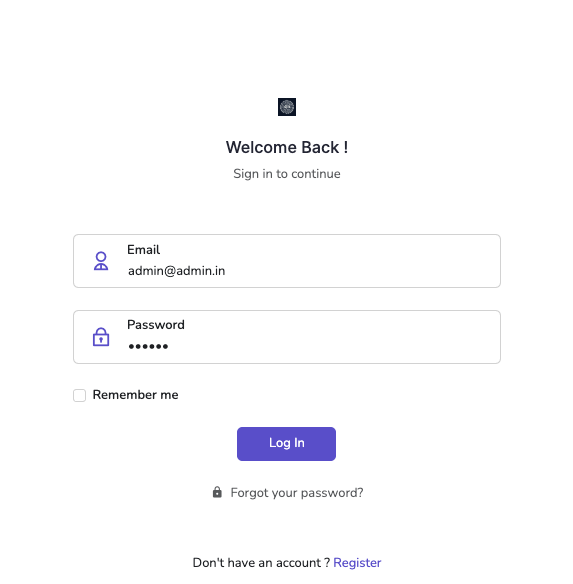 Welcome Back !
Sign in to continue
Email
admin@admin.in
Password
••••••
Remember me
Log In
Forgot your password?
Don't have an account ? Register